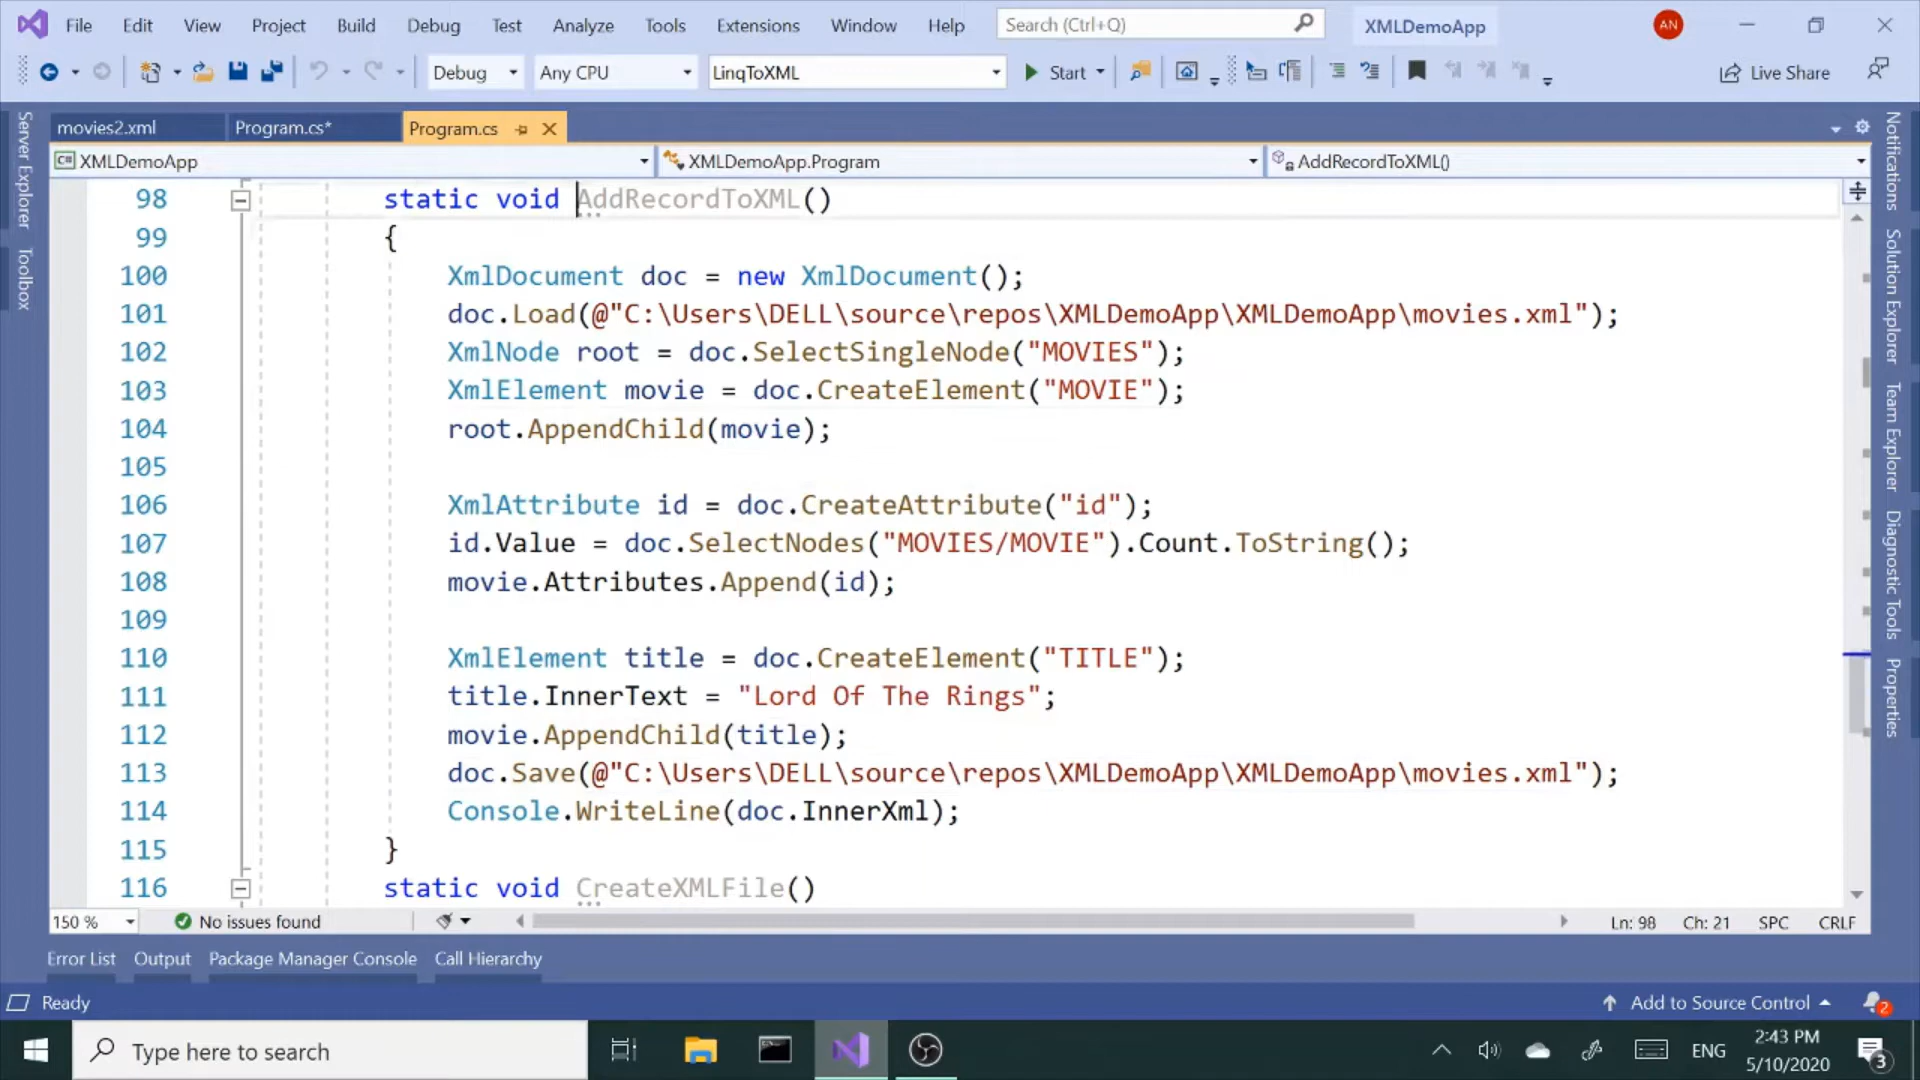 File Edit View Project Build Debug Test Analyze Tools Extensions Window Help Search (Ctrl+Q) XMLDemoApp AN
Debug Any CPU LinqToXML Start Live Share
movies2.xml Program.cs* Program.cs
XMLDemoApp XMLDemoApp.Program AddRecordToXML()
Server Explorer
Toolbox
98 static void AddRecordToXML()
99 {
100 XmlDocument doc = new XmlDocument();
101 doc.Load(@"C:\Users\DELL\source\repos\XMLDemoApp\XMLDemoApp\movies.xml");
102 XmlNode root = doc.SelectSingleNode("MOVIES");
103 XmlElement movie = doc.CreateElement("MOVIE");
104 root.AppendChild(movie);
105
106 XmlAttribute id = doc.CreateAttribute("id");
107 id.Value = doc.SelectNodes("MOVIES/MOVIE").Count.ToString();
108 movie.Attributes.Append(id);
109
110 XmlElement title = doc.CreateElement("TITLE");
111 title.InnerText = "Lord Of The Rings";
112 movie.AppendChild(title);
113 doc.Save(@"C:\Users\DELL\source\repos\XMLDemoApp\XMLDemoApp\movies.xml");
114 Console.WriteLine(doc.InnerXml);
115 }
116 static void CreateXMLFile()
Notifications
Solution Explorer
Team Explorer
Diagnostic Tools
Properties
150 % No issues found Ln: 98 Ch: 21 SPC CRLF
Error List Output Package Manager Console Call Hierarchy
Ready Add to Source Control 2
Type here to search ENG 2:43 PM 3
5/10/2020